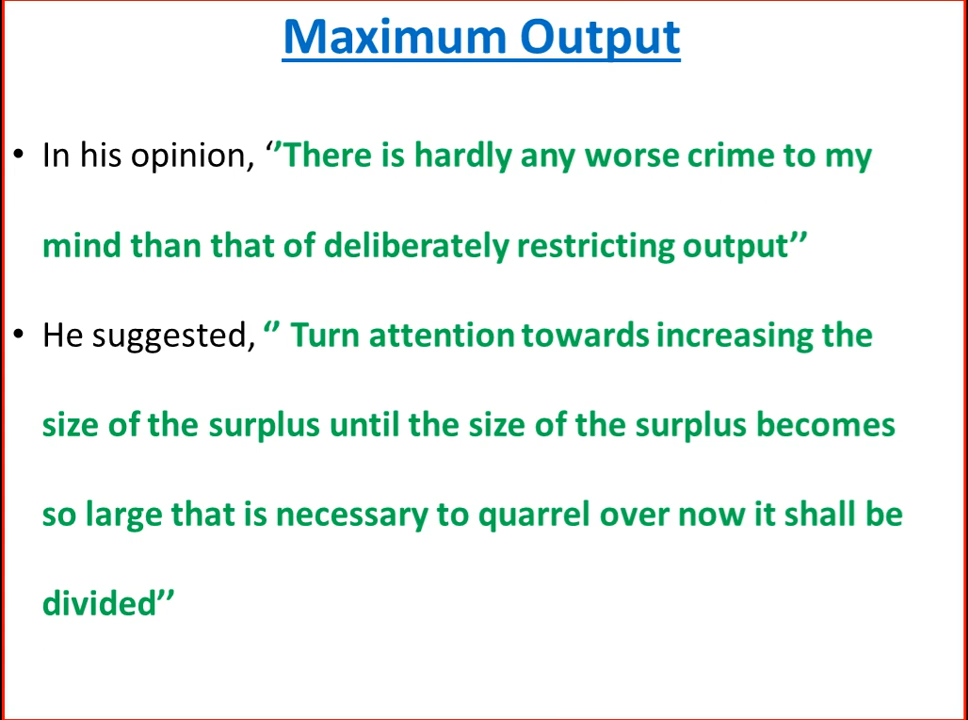 Maximum Output
• In his opinion, ‘’There is hardly any worse crime to my
mind than that of deliberately restricting output’’
• He suggested, ‘’ Turn attention towards increasing the
size of the surplus until the size of the surplus becomes
so large that is necessary to quarrel over now it shall be
divided’’